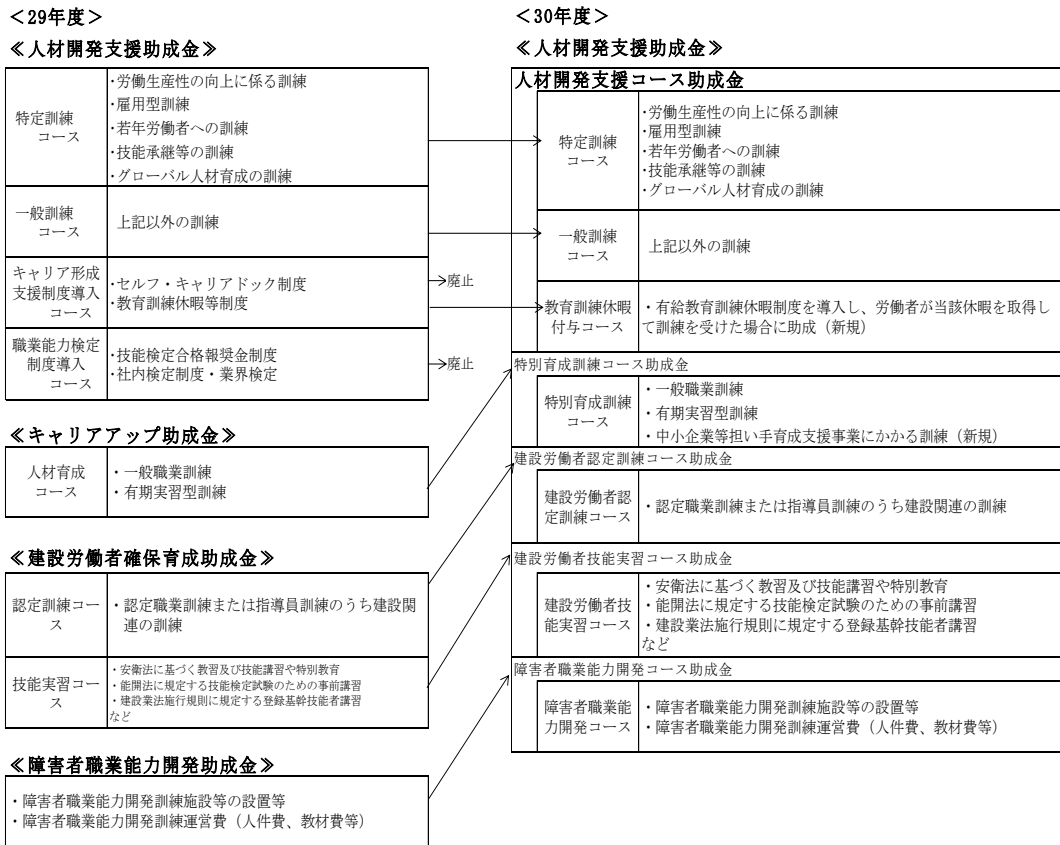 <29年度>
≪人材開発支援助成金≫
特定訓練
コース
・労働生産性の向上に係る訓練
・雇用型訓練
・若年労働者への訓練
・技能承継等の訓練
・グローバル人材育成の訓練
一般訓練
コース
上記以外の訓練
キャリア形成
支援制度導入
コース
・セルフ・キャリアドック制度
・教育訓練休暇等制度
廃止
職業能力検定
制度導入
コース
・技能検定合格報奨金制度
・社内検定制度・業界検定
廃止
≪キャリアアップ助成金≫
人材育成
コース
・一般職業訓練
・有期実習型訓練
≪建設労働者確保育成助成金≫
認定訓練コー
ス
・認定職業訓練または指導員訓練のうち建設関
連の訓練
技能実習コー
ス
・安衛法に基づく教習及び技能講習や特別教育
・能開法に規定する技能検定試験のための事前講習
・建設業法施行規則に規定する登録基幹技能者講習
など
≪障害者職業能力開発助成金≫
・障害者職業能力開発訓練施設等の設置等
・障害者職業能力開発訓練運営費（人件費、教材費等）
<30年度>
≪人材開発支援助成金≫
人材開発支援コース助成金
特定訓練
コース
・労働生産性の向上に係る訓練
・雇用型訓練
・若年労働者への訓練
・技能承継等の訓練
・グローバル人材育成の訓練
一般訓練
コース
上記以外の訓練
教育訓練休暇
付与コース
・有給教育訓練休暇制度を導入し、労働者が当該休暇を取得し
て訓練を受けた場合に助成（新規）
特別育成訓練コース助成金
特別育成訓練
コース
・一般職業訓練
・有期実習型訓練
・中小企業等担い手育成支援事業にかかる訓練（新規）
建設労働者認定訓練コース助成金
建設労働者認
定訓練コース
・認定職業訓練または指導員訓練のうち建設関連の訓練
建設労働者技能実習コース助成金
建設労働者技
能実習コース
・安衛法に基づく教習及び技能講習や特別教育
・能開法に規定する技能検定試験のための事前講習
・建設業法施行規則に規定する登録基幹技能者講習
など
障害者職業能力開発コース助成金
障害者職業能
力開発コース
・障害者職業能力開発訓練施設等の設置等
・障害者職業能力開発訓練運営費（人件費、教材費等）